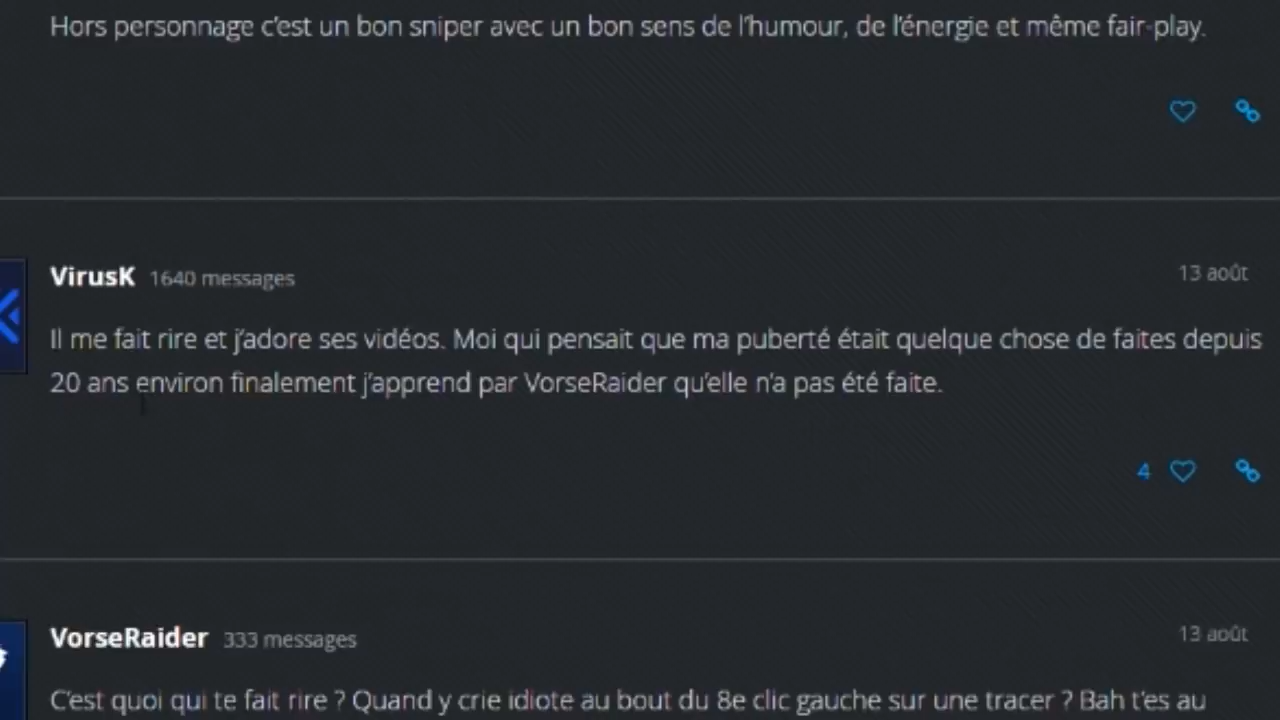 Hors personnage c'est un bon sniper avec un bon sens de l'humour, de l'énergie et même fair-play.
VirusK 1640 messages 13 août
Il me fait rire et j'adore ses vidéos. Moi qui pensait que ma puberté était quelque chose de faites depuis
20 ans environ finalement j'apprend par VorseRaider qu'elle n'a pas été faite.
4
VorseRaider 333 messages 13 août
C'est quoi qui te fait rire ? Quand y crie idiote au bout du 8e clic gauche sur une tracer ? Bah t'es au